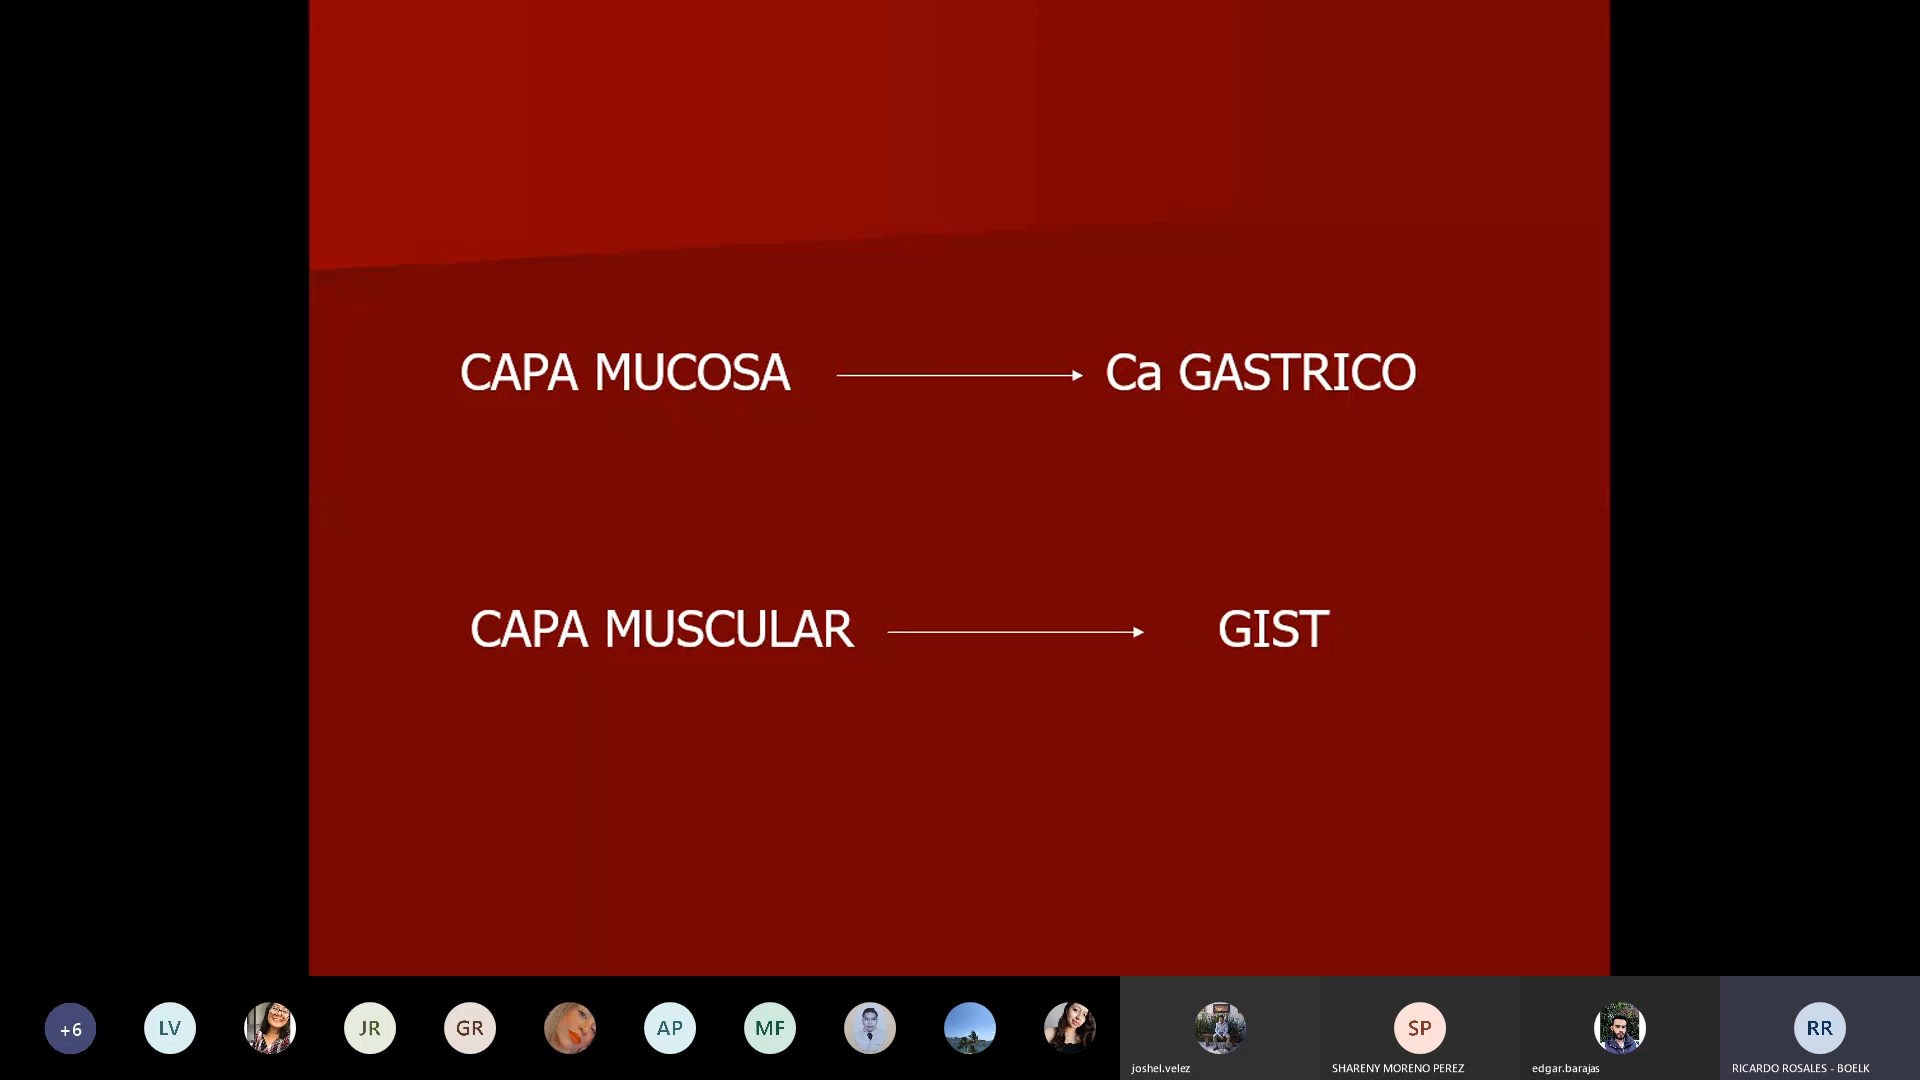 CAPA MUCOSA Ca GASTRICO
CAPA MUSCULAR GIST
+6 LV JR GR AP MF SP RR
joshel.velez SHARENY MORENO PEREZ edgar.barajas RICARDO ROSALES - BOELK